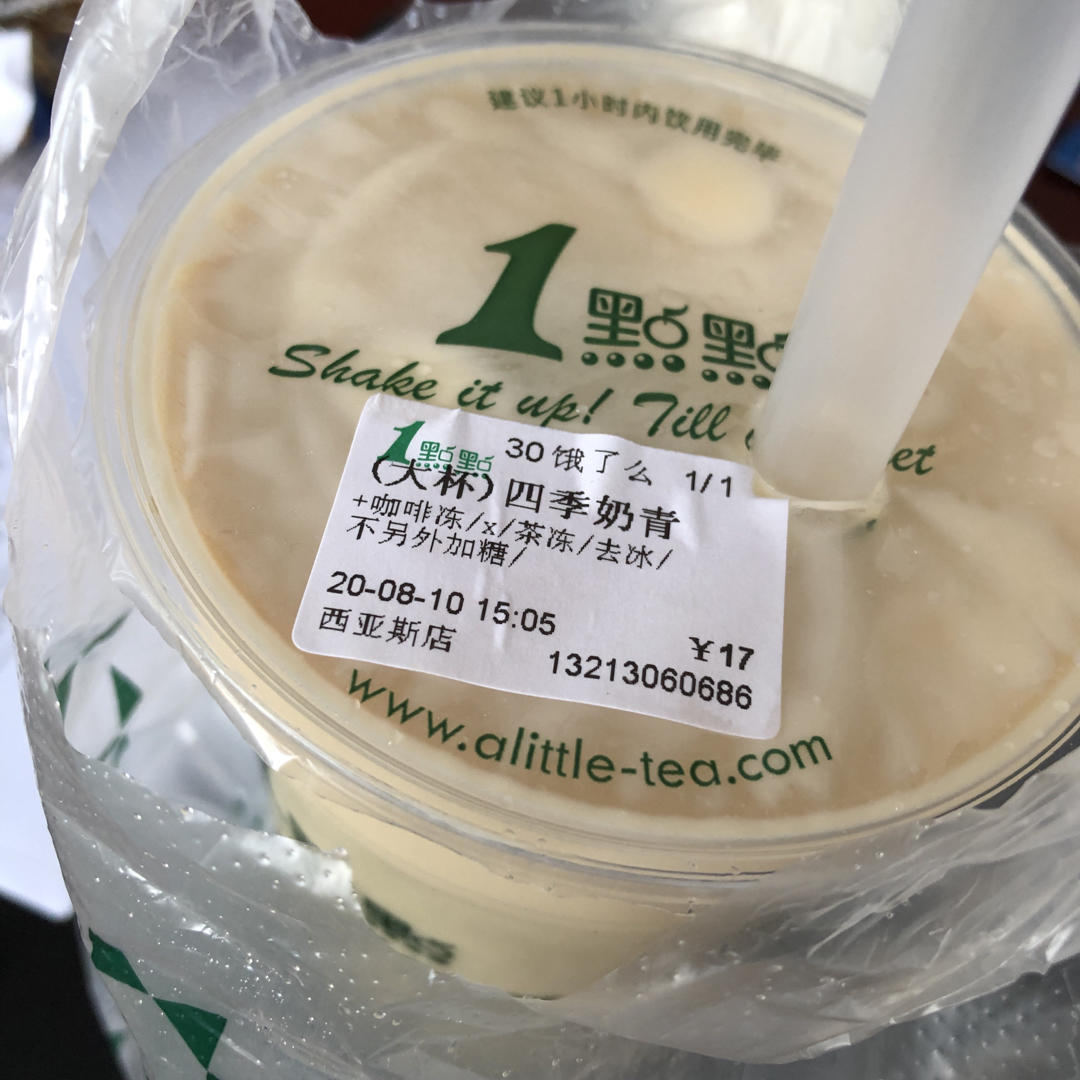 建议1小时内饮用完毕
1點點
Shake it up! Till
1點點 30 饿了么 1/1
(大杯) 四季奶青
+咖啡冻/x/茶冻/去冰/
不另外加糖/
20-08-10 15:05
¥17
西亚斯店
13213060686
www.alittle-tea.com